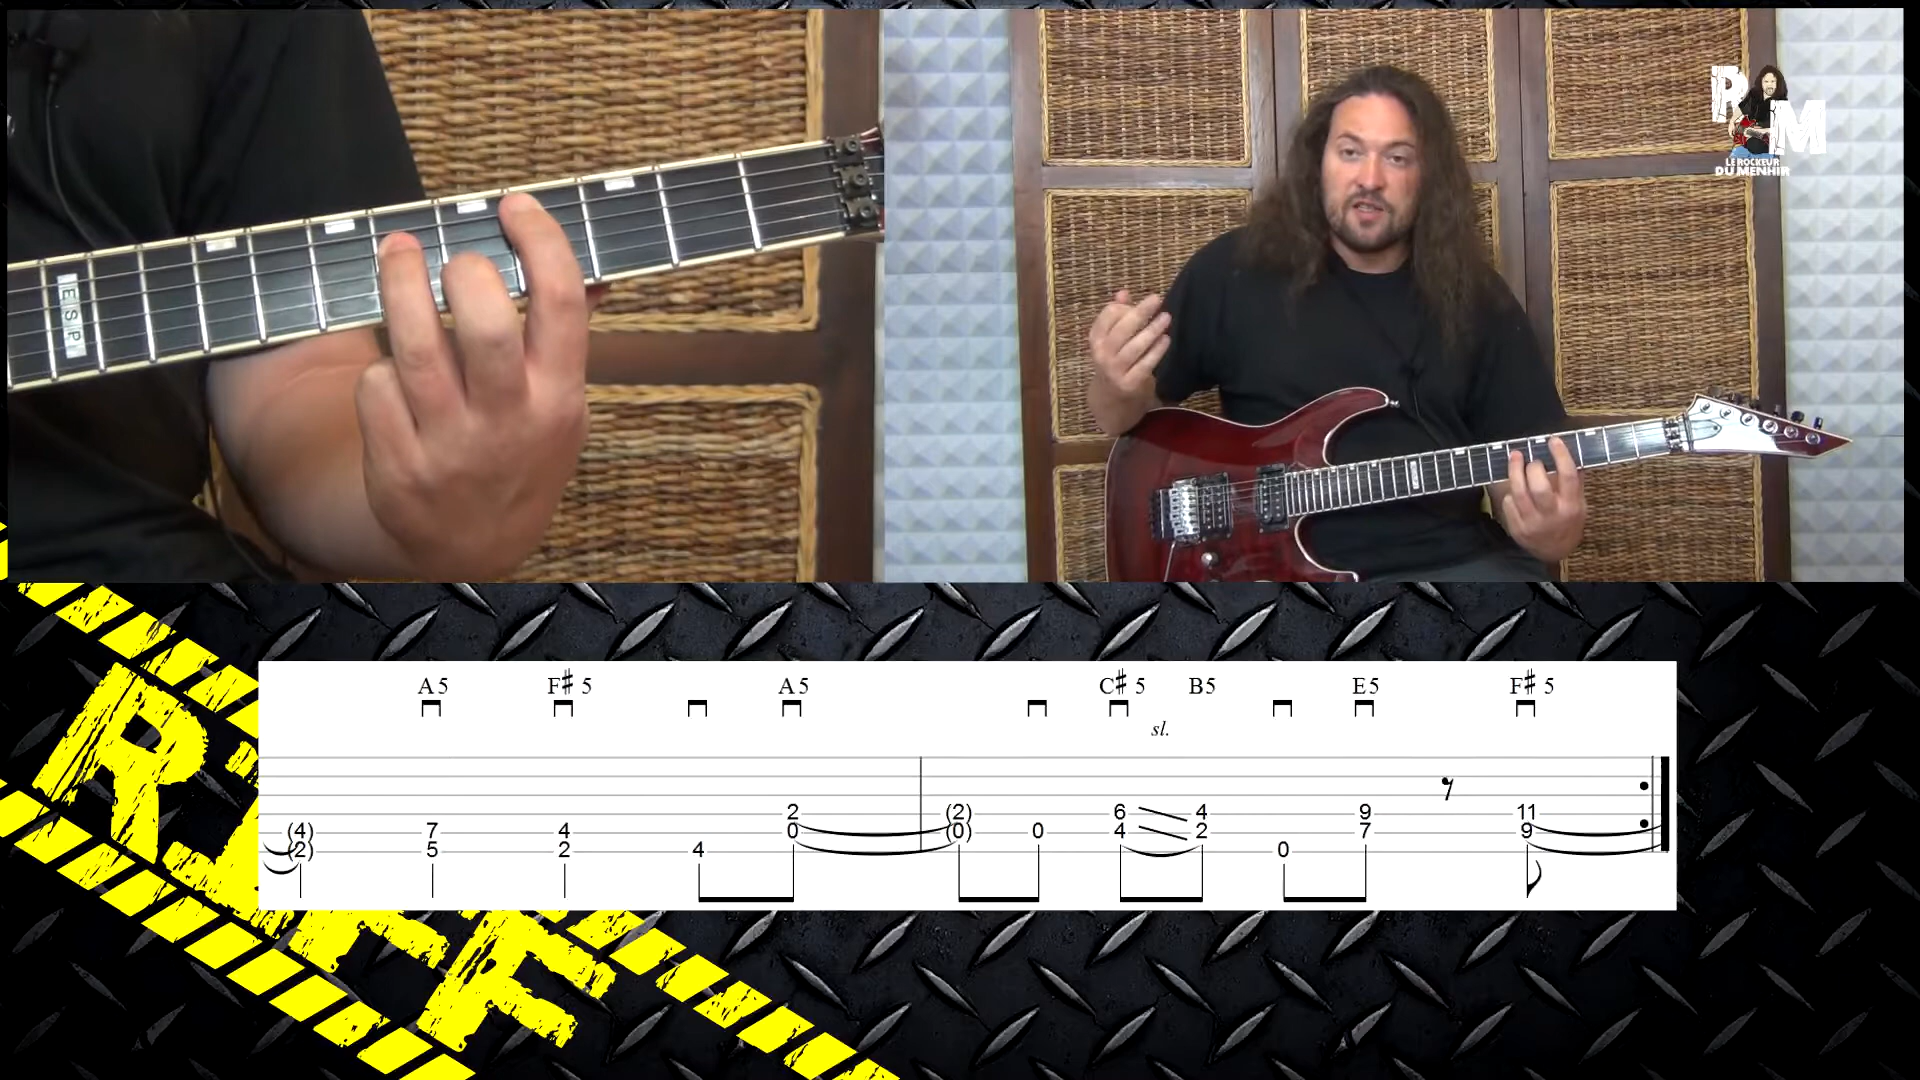 ESP
R M
LE ROCKEUR
DU MENHIR
RIFF
A5 F♯5 A5 C♯5 B5 E5 F♯5
sl.
2 (2) 6 4 9 11
(4) 7 4 0 (0) 0 4 2 7 9
(2) 5 2 4 0